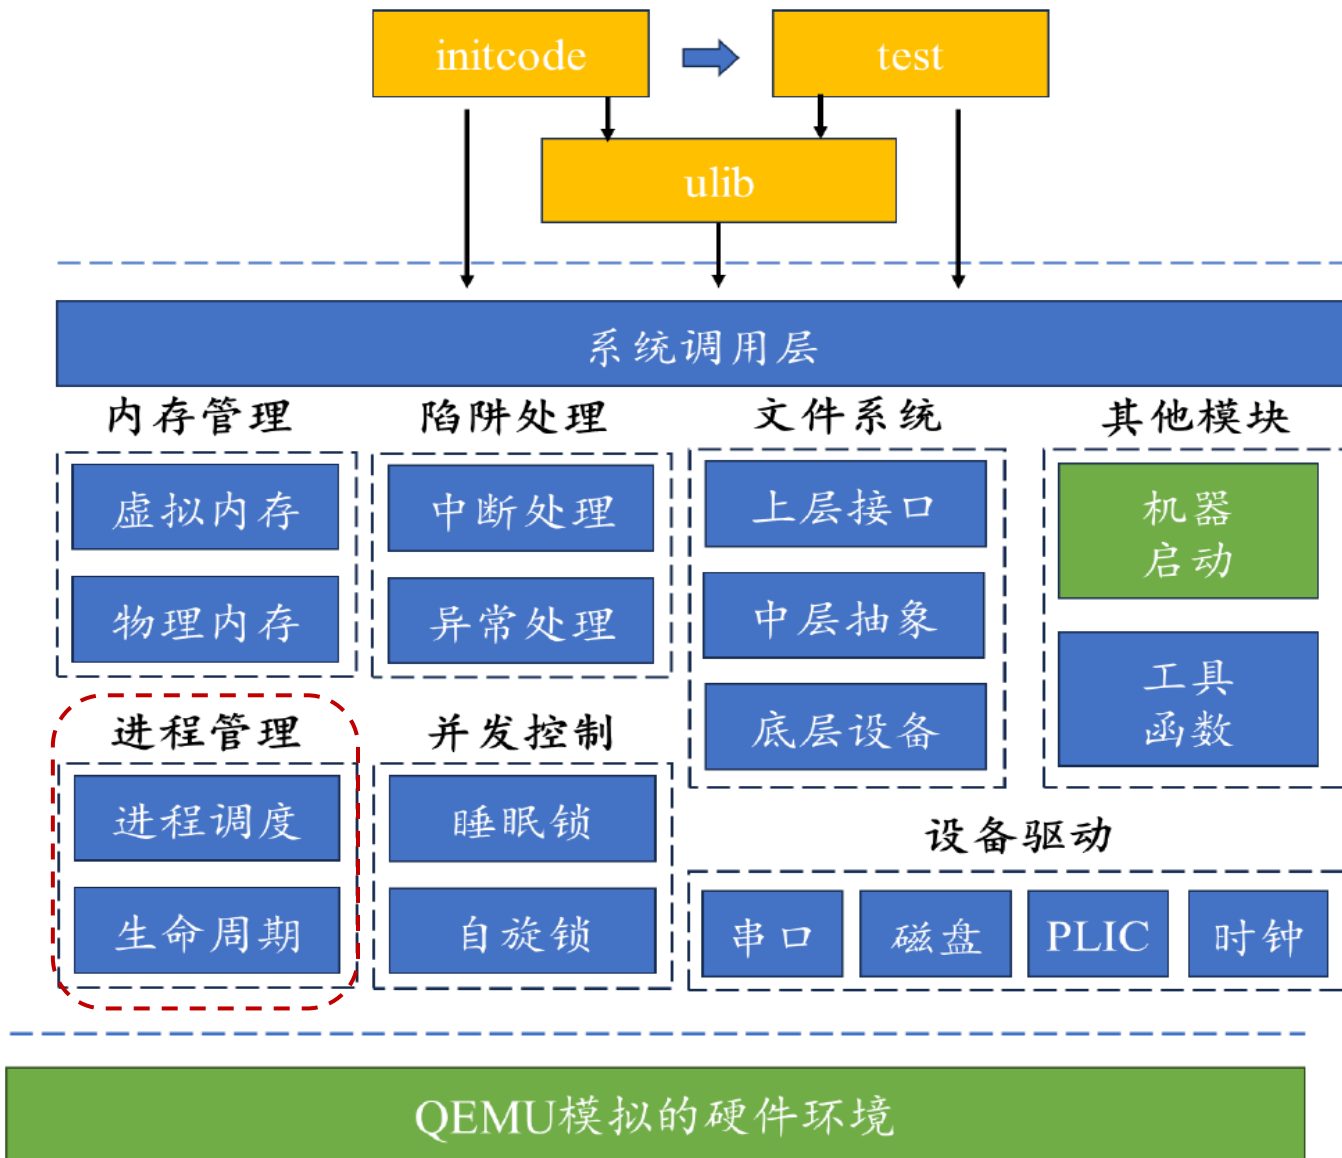 initcode
test
ulib
系统调用层
内存管理
虚拟内存
物理内存
陷阱处理
中断处理
异常处理
文件系统
上层接口
中层抽象
底层设备
其他模块
机器
启动
工具
函数
进程管理
进程调度
生命周期
并发控制
睡眠锁
自旋锁
设备驱动
串口
磁盘
PLIC
时钟
QEMU模拟的硬件环境